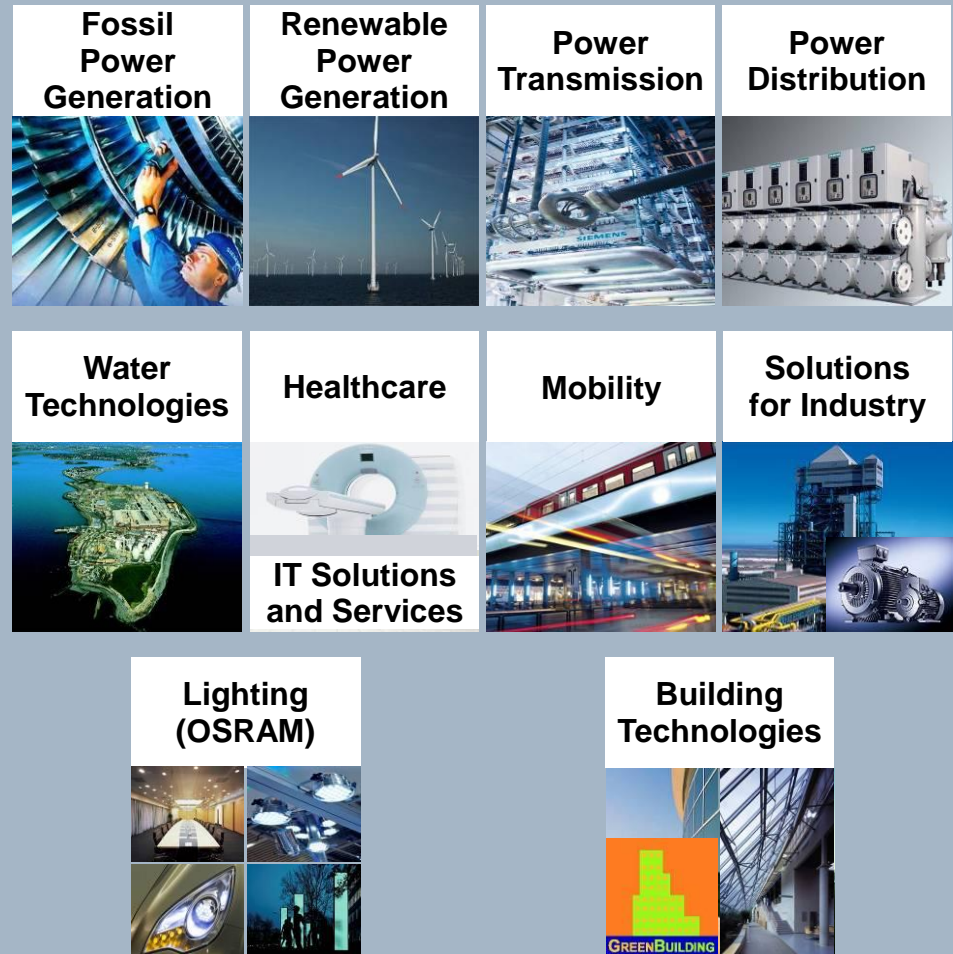 Fossil
Power
Generation
Renewable
Power
Generation
Power
Transmission
Power
Distribution
SIEMENS
Water
Technologies
Healthcare
Mobility
Solutions
for Industry
IT Solutions
and Services
Lighting
(OSRAM)
Building
Technologies
GREENBUILDING